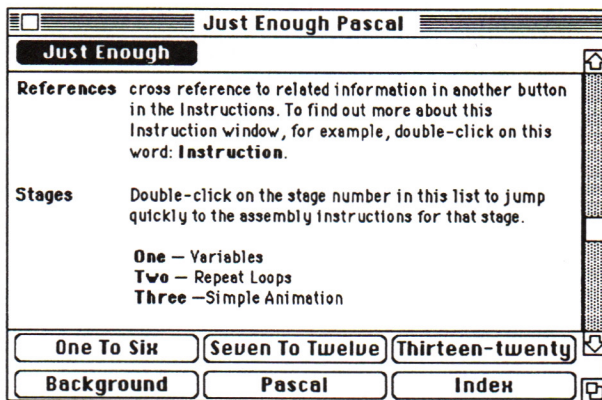 Just Enough Pascal
Just Enough
References cross reference to related information in another button
in the Instructions. To find out more about this
Instruction window, for example, double-click on this
word: Instruction.
Stages Double-click on the stage number in this list to jump
quickly to the assembly instructions for that stage.
One — Variables
Two — Repeat Loops
Three —Simple Animation
One To Six Seven To Twelve Thirteen-twenty
Background Pascal Index